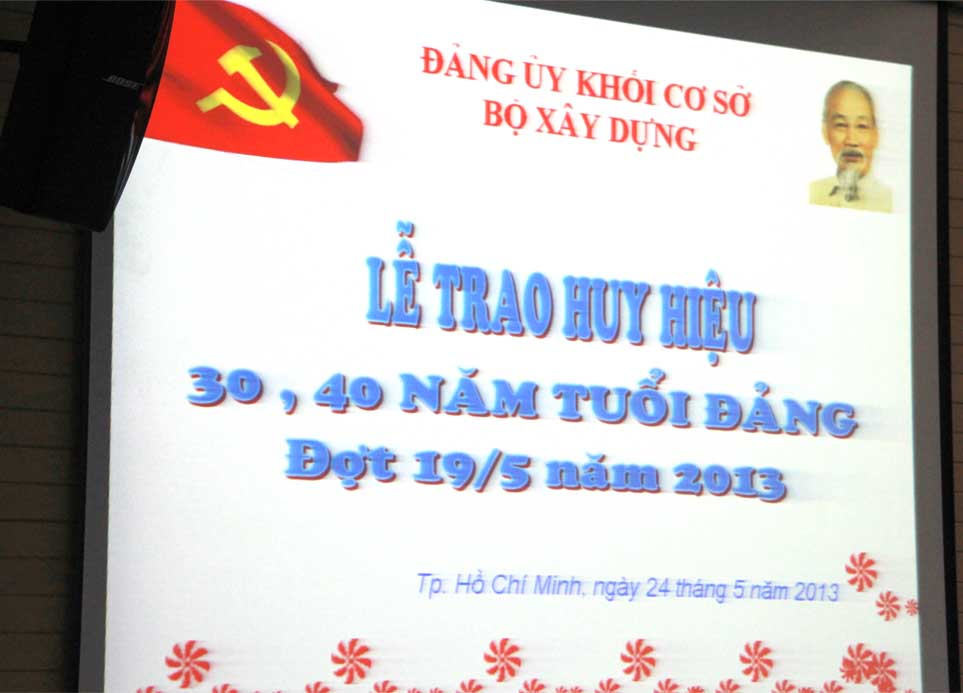 BOSE
ĐẢNG ỦY KHỐI CƠ SỞ
BỘ XÂY DỰNG
LỄ TRAO HUY HIỆU
30 , 40 NĂM TUỔI ĐẢNG
Đợt 19/5 năm 2013
Tp. Hồ Chí Minh, ngày 24 tháng 5 năm 2013